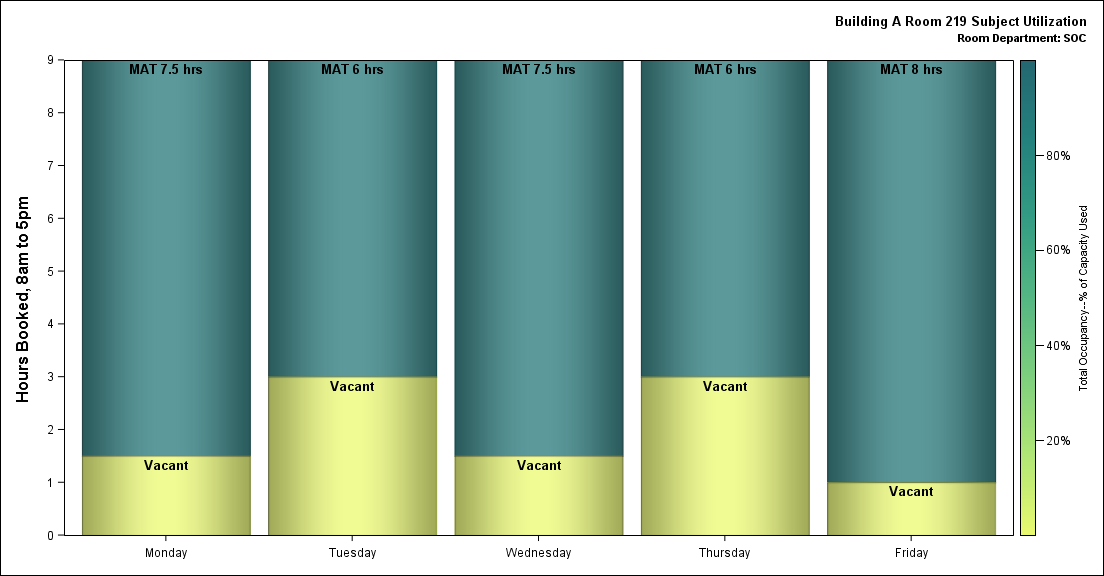 Building A Room 219 Subject Utilization
Room Department: SOC
Hours Booked, 8am to 5pm
9
8
7
6
5
4
3
2
1
0
MAT 7.5 hrs
MAT 6 hrs
MAT 7.5 hrs
MAT 6 hrs
MAT 8 hrs
Vacant
Vacant
Vacant
Vacant
Vacant
Monday
Tuesday
Wednesday
Thursday
Friday
80%
60%
40%
20%
Total Occupancy--% of Capacity Used